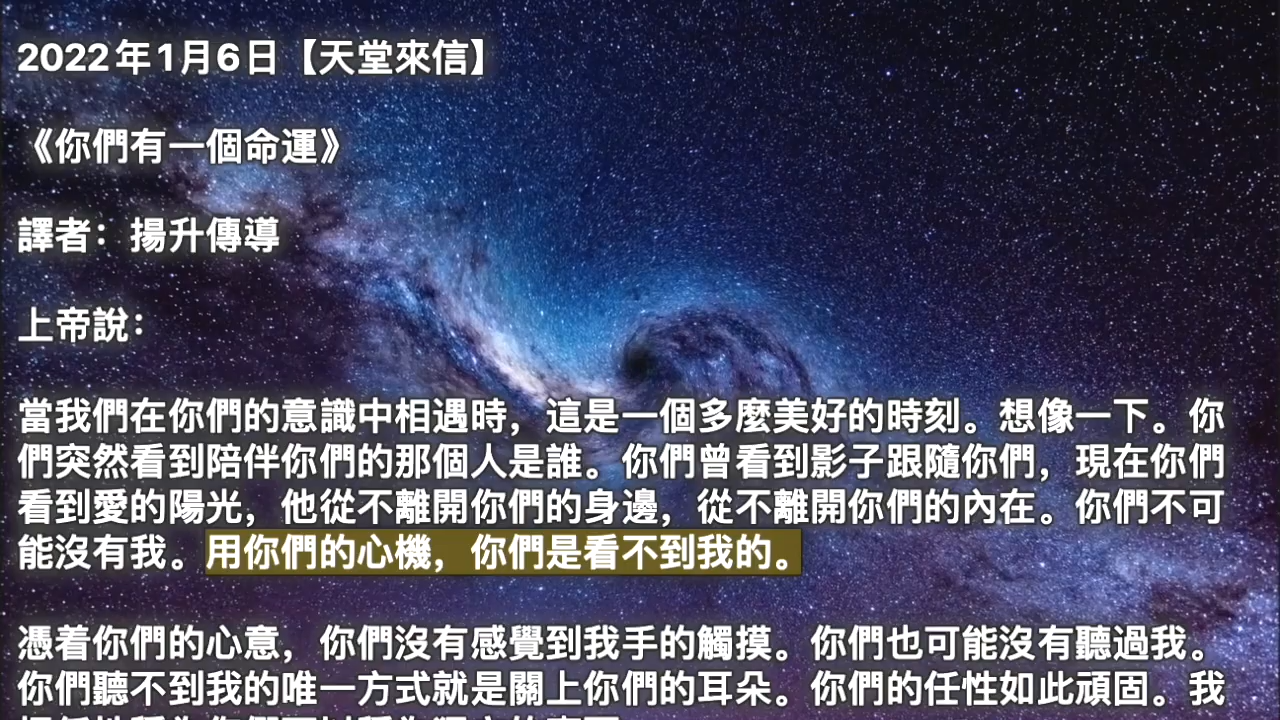 2022年1月6日【天堂來信】
《你們有一個命運》
譯者：揚升傳導
上帝說：
當我們在你們的意識中相遇時，這是一個多麼美好的時刻。想像一下。你
們突然看到陪伴你們的那個人是誰。你們曾看到影子跟隨你們，現在你們
看到愛的陽光，他從不離開你們的身邊，從不離開你們的內在。你們不可
能沒有我。用你們的心機，你們是看不到我的。
憑着你們的心意，你們沒有感覺到我手的觸摸。你們也可能沒有聽過我。
你們聽不到我的唯一方式就是關上你們的耳朵。你們的任性如此頑固。我